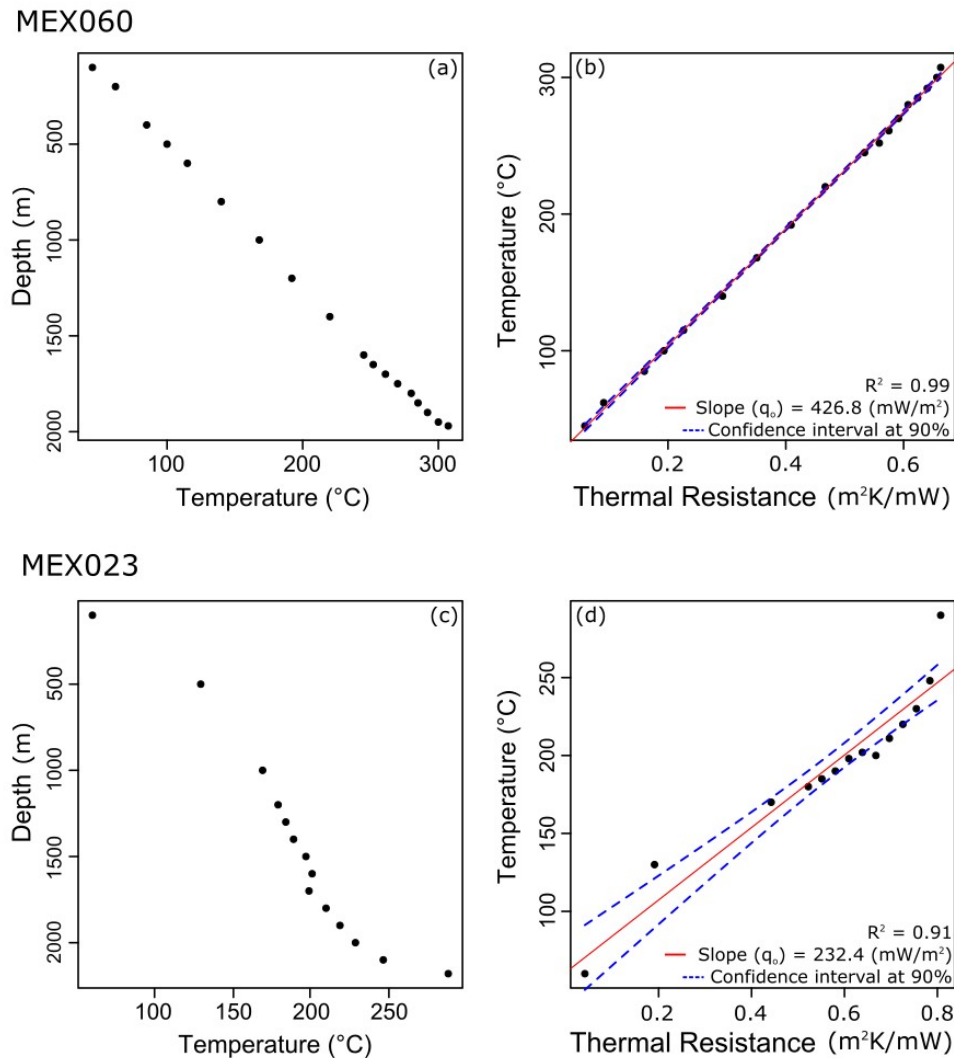 MEX060
(a)
Depth (m)
500
1000
1500
2000
100
200
300
Temperature (°C)
(b)
Temperature (°C)
300
200
100
R² = 0.99
Slope (qₒ) = 426.8 (mW/m²)
Confidence interval at 90%
0.2
0.4
0.6
Thermal Resistance (m²K/mW)
MEX023
(c)
Depth (m)
500
1000
1500
2000
100
150
200
250
Temperature (°C)
(d)
Temperature (°C)
250
200
150
100
R² = 0.91
Slope (qₒ) = 232.4 (mW/m²)
Confidence interval at 90%
0.2
0.4
0.6
0.8
Thermal Resistance (m²K/mW)